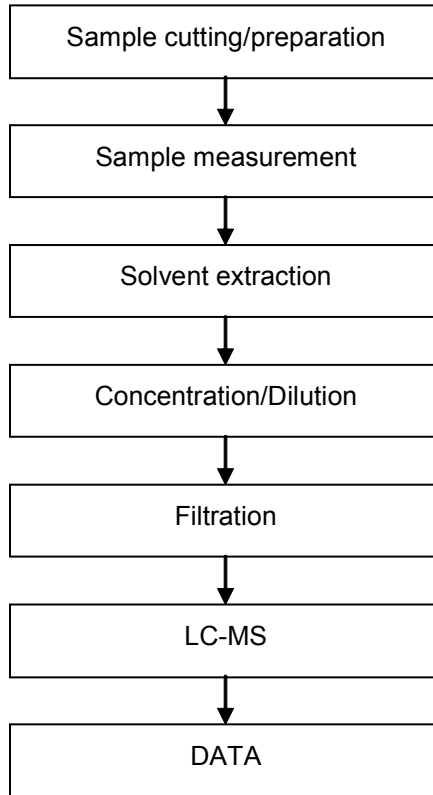 Sample cutting/preparation
Sample measurement
Solvent extraction
Concentration/Dilution
Filtration
LC-MS
DATA